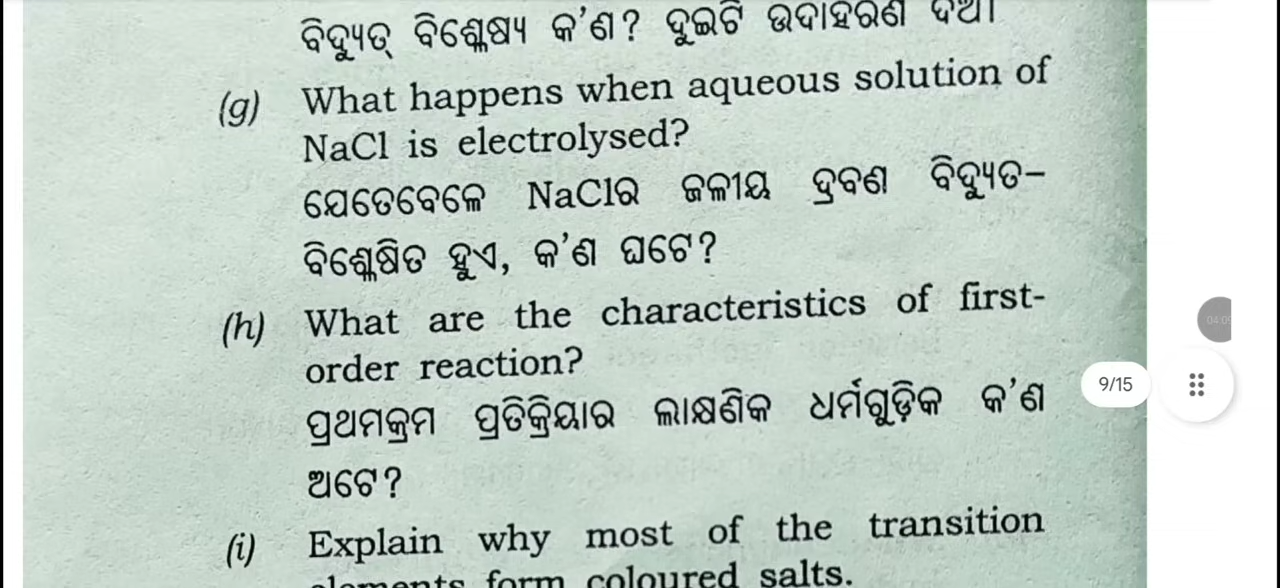 ବିଦ୍ୟୁତ୍ ବିଶ୍ଳେଷ୍ୟ କ'ଣ? ଦୁଇଟି ଉଦାହରଣ ଦିଅ।
(g) What happens when aqueous solution of
NaCl is electrolysed?
ଯେତେବେଳେ NaClର ଜଳୀୟ ଦ୍ରବଣ ବିଦ୍ୟୁତ-
ବିଶ୍ଳେଷିତ ହୁଏ, କ'ଣ ଘଟେ?
(h) What are the characteristics of first-
order reaction?
ପ୍ରଥମକ୍ରମ ପ୍ରତିକ୍ରିୟାର ଲାକ୍ଷଣିକ ଧର୍ମଗୁଡ଼ିକ କ'ଣ
ଅଟେ?
(i) Explain why most of the transition
elements form coloured salts.
9/15